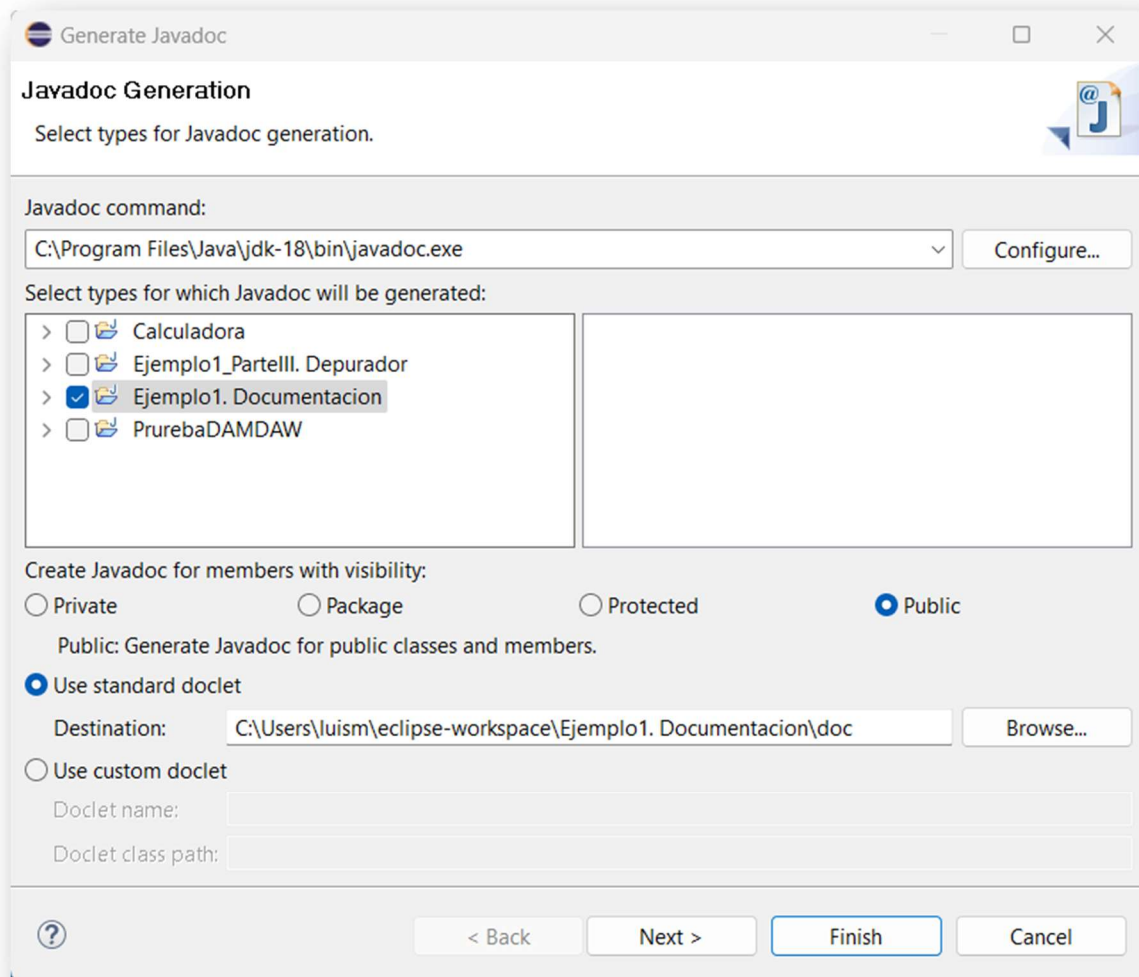 Generate Javadoc
Javadoc Generation
Select types for Javadoc generation.
@
J
Javadoc command:
C:\Program Files\Java\jdk-18\bin\javadoc.exe
Configure...
Select types for which Javadoc will be generated:
Calculadora
Ejemplo1_ParteIII. Depurador
Ejemplo1. Documentacion
PrurebaDAMDAW
Create Javadoc for members with visibility:
Private Package Protected Public
Public: Generate Javadoc for public classes and members.
Use standard doclet
Destination: C:\Users\luism\eclipse-workspace\Ejemplo1. Documentacion\doc Browse...
Use custom doclet
Doclet name:
Doclet class path:
? < Back Next > Finish Cancel